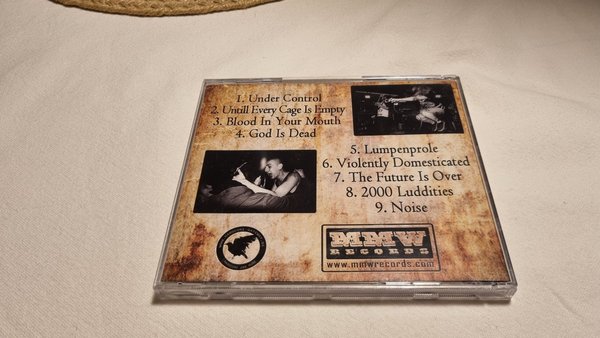 1. Under Control
2. Untill Every Cage Is Empty
3. Blood In Your Mouth
4. God Is Dead
5. Lumpenprole
6. Violently Domesticated
7. The Future Is Over
8. 2000 Luddities
9. Noise
MMW
RECORDS
www.mmwrecords.com